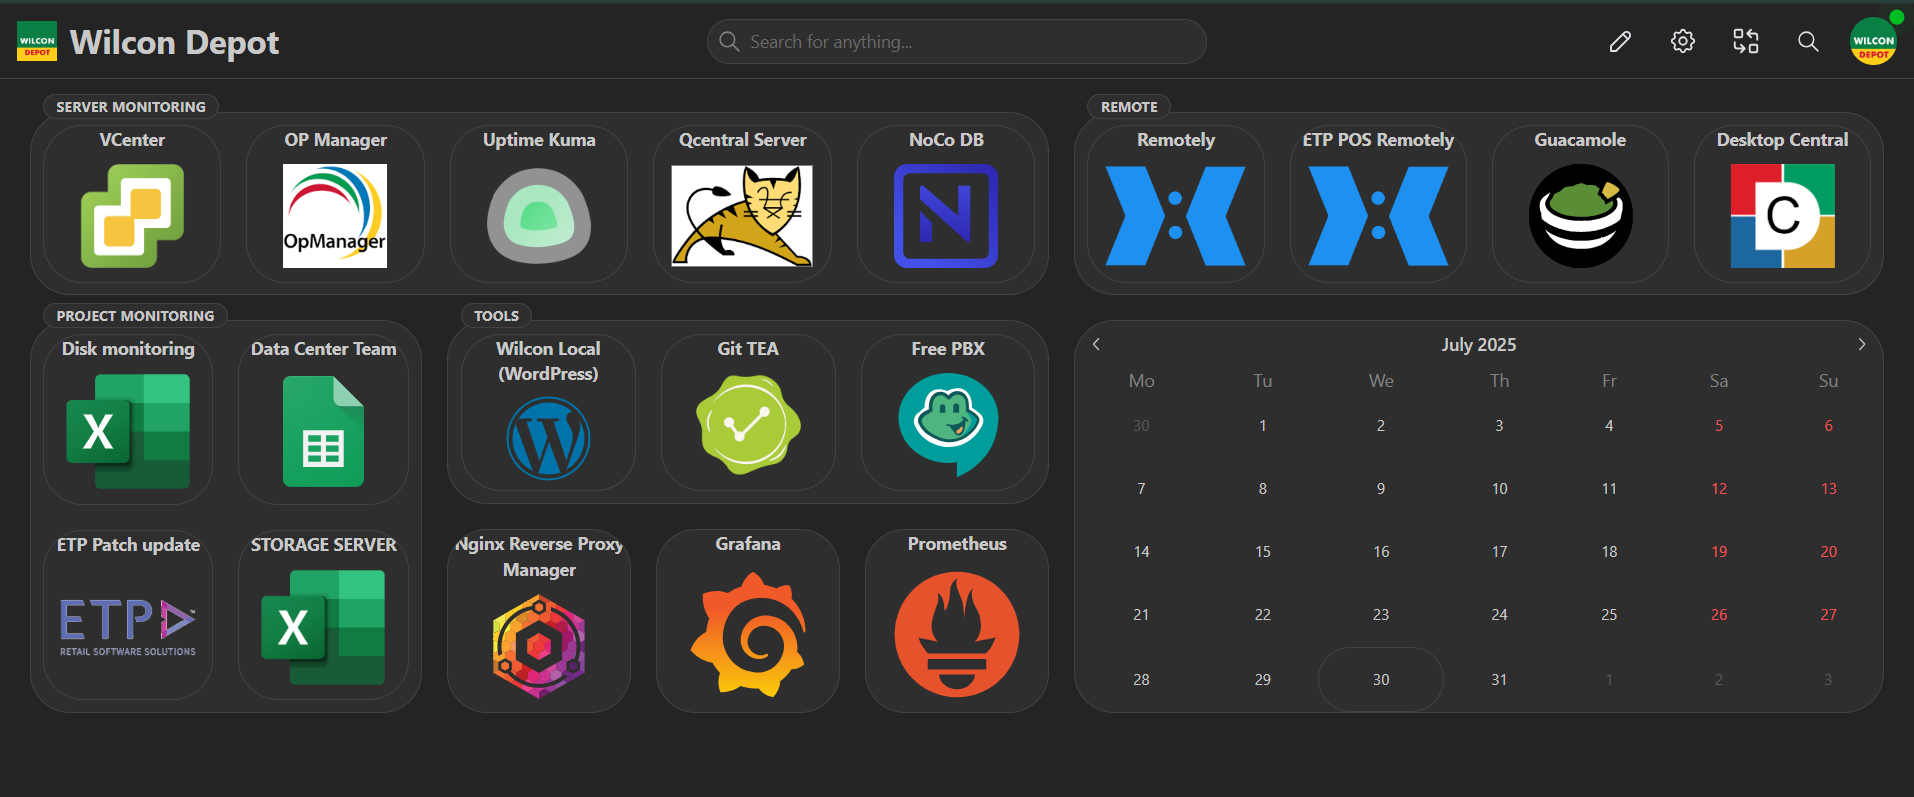 WILCON
DEPOT
Wilcon Depot
Search for anything...
WILCON
DEPOT
SERVER MONITORING
VCenter
OP Manager
OpManager
Uptime Kuma
Qcentral Server
NoCo DB
N
REMOTE
Remotely
ETP POS Remotely
Guacamole
Desktop Central
C
PROJECT MONITORING
Disk monitoring
X
Data Center Team
ETP Patch update
ETP
™
RETAIL SOFTWARE SOLUTIONS
STORAGE SERVER
X
TOOLS
Wilcon Local
(WordPress)
W
Git TEA
Free PBX
Nginx Reverse Proxy
Manager
Grafana
Prometheus
July 2025
Mo Tu We Th Fr Sa Su
30 1 2 3 4 5 6
7 8 9 10 11 12 13
14 15 16 17 18 19 20
21 22 23 24 25 26 27
28 29 30 31 1 2 3